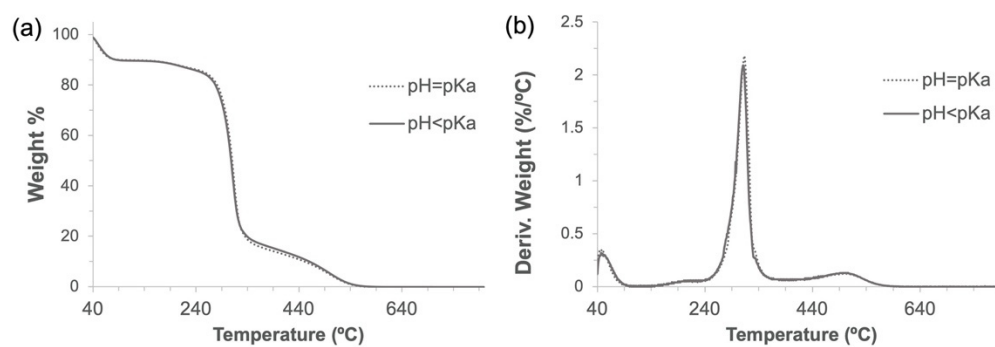 (a)
100
80
60
40
20
0
Weight %
pH=pKa
pH<pKa
40 240 440 640
Temperature (ºC)
(b)
2.5
2
1.5
1
0.5
0
Deriv. Weight (%/ºC)
pH=pKa
pH<pKa
40 240 440 640
Temperature (ºC)